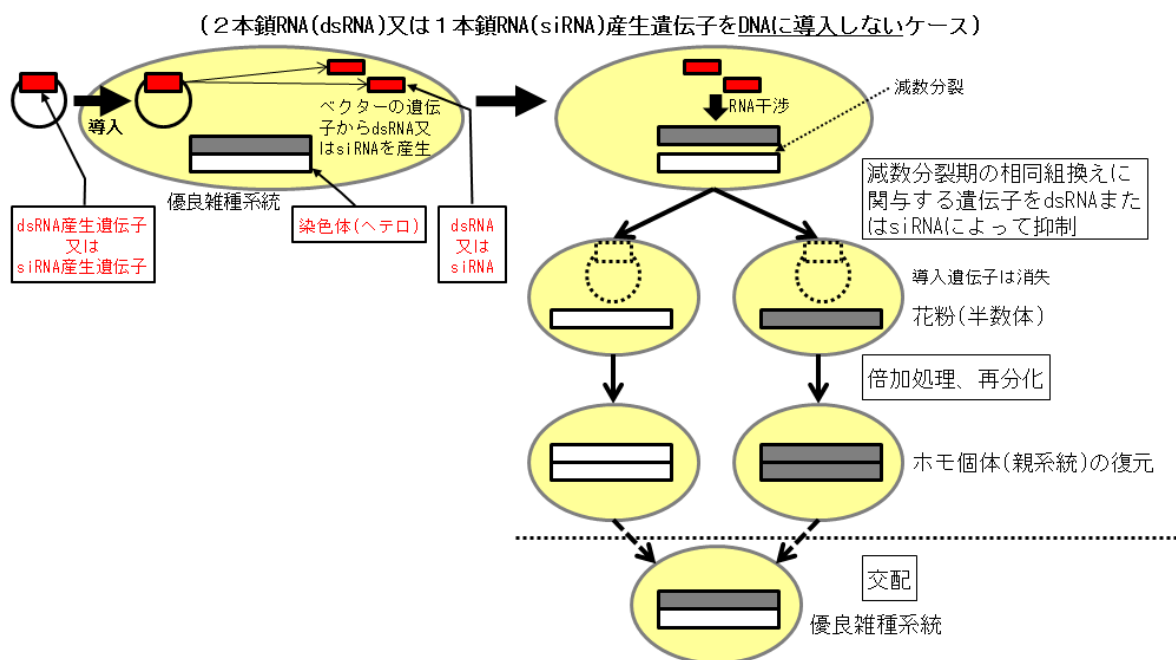 (２本鎖RNA(dsRNA)又は１本鎖RNA(siRNA)産生遺伝子をDNAに導入しないケース)
導入
ベクターの遺伝
子からdsRNA又
はsiRNAを産生
優良雑種系統
dsRNA産生遺伝子
又は
siRNA産生遺伝子
染色体(ヘテロ)
dsRNA
又は
siRNA
RNA干渉
減数分裂
減数分裂期の相同組換えに
関与する遺伝子をdsRNAまた
はsiRNAによって抑制
導入遺伝子は消失
花粉(半数体)
倍加処理、再分化
ホモ個体(親系統)の復元
交配
優良雑種系統